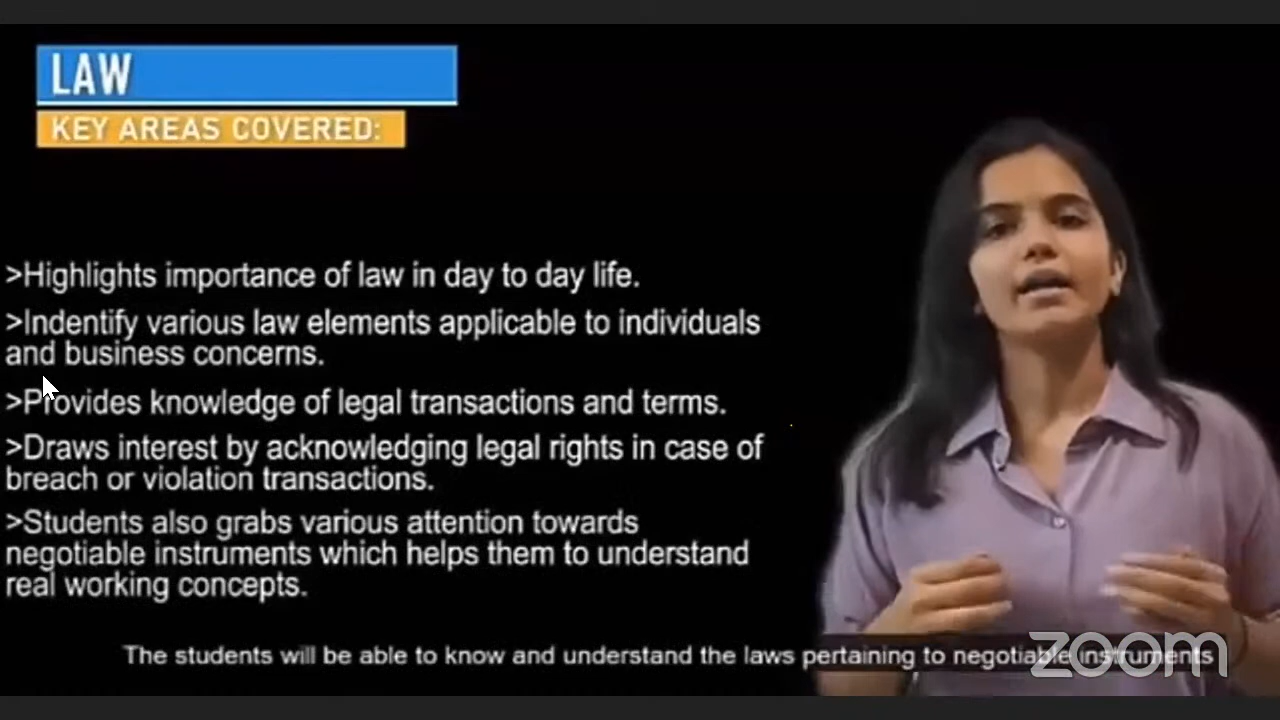 LAW
KEY AREAS COVERED:
>Highlights importance of law in day to day life.
>Indentify various law elements applicable to individuals
and business concerns.
>Provides knowledge of legal transactions and terms.
>Draws interest by acknowledging legal rights in case of
breach or violation transactions.
>Students also grabs various attention towards
negotiable instruments which helps them to understand
real working concepts.
The students will be able to know and understand the laws pertaining to negotiable instruments
zoom